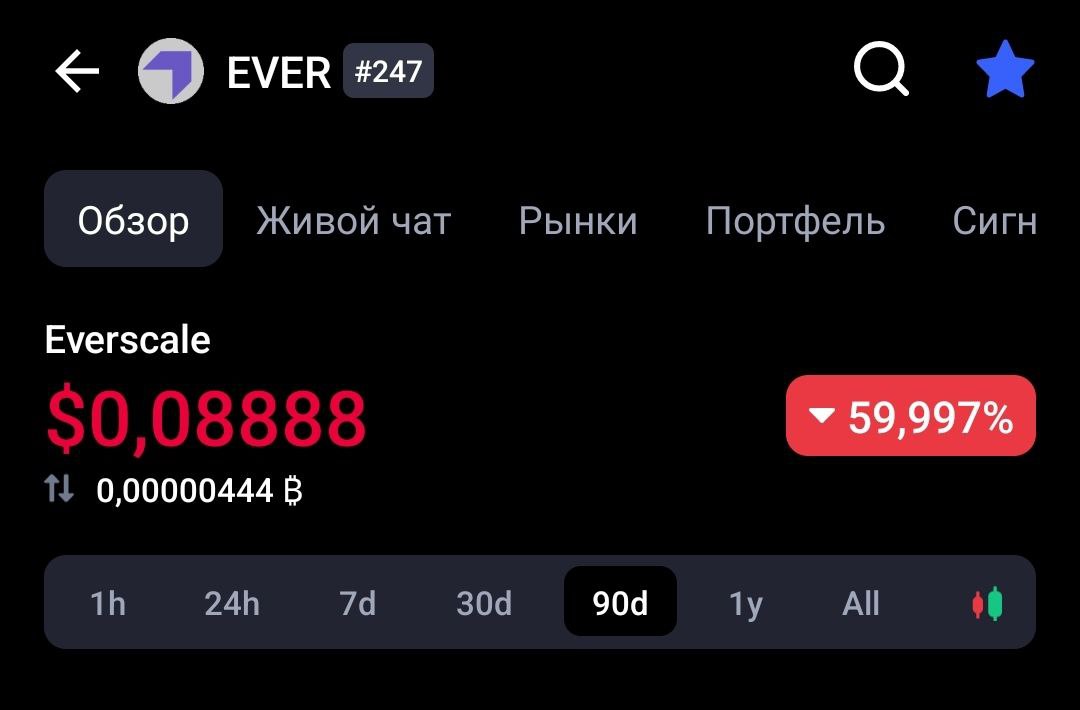 EVER #247
Обзор Живой чат Рынки Портфель Сигн
Everscale
$0,08888
59,997%
0,00000444 ₿
1h 24h 7d 30d 90d 1y All